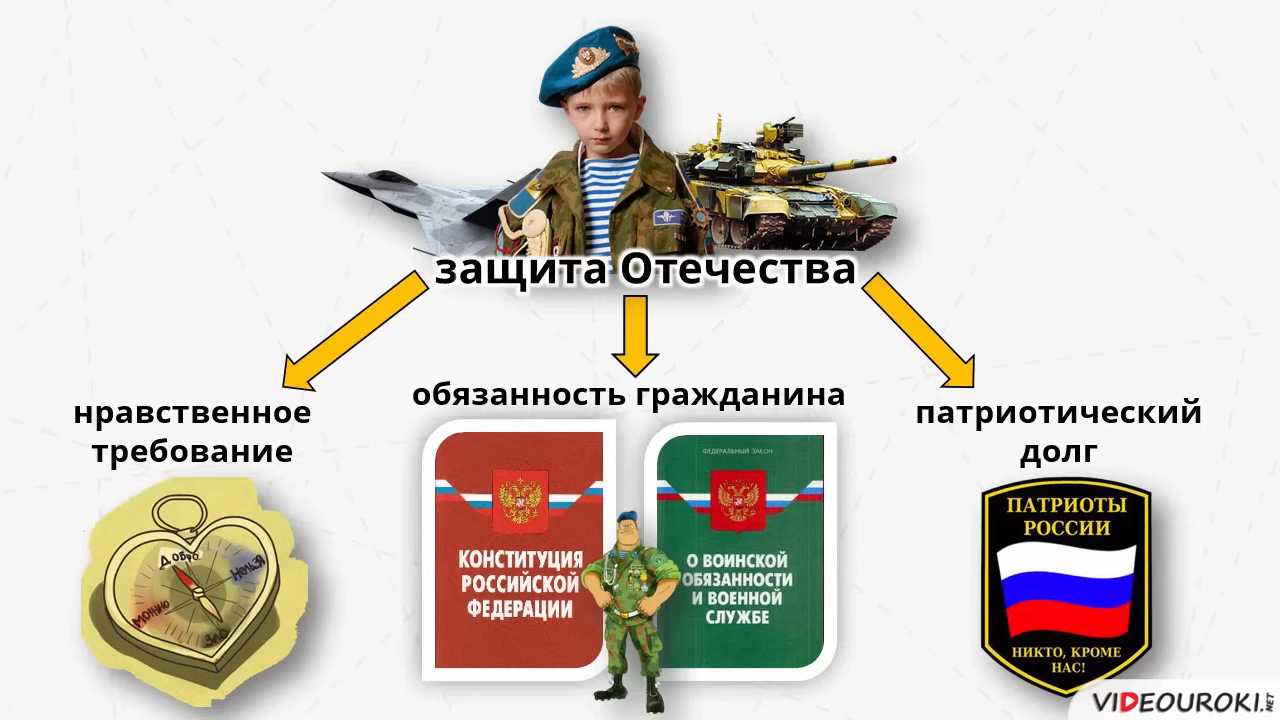 защита Отечества
нравственное
требование
Добро
Нельзя
Можно
Зло
обязанность гражданина
КОНСТИТУЦИЯ
РОССИЙСКОЙ
ФЕДЕРАЦИИ
ФЕДЕРАЛЬНЫЙ ЗАКОН
О ВОИНСКОЙ
ОБЯЗАННОСТИ
И ВОЕННОЙ
СЛУЖБЕ
патриотический
долг
ПАТРИОТЫ
РОССИИ
НИКТО, КРОМЕ
НАС!
VIDEOUROKI.NET